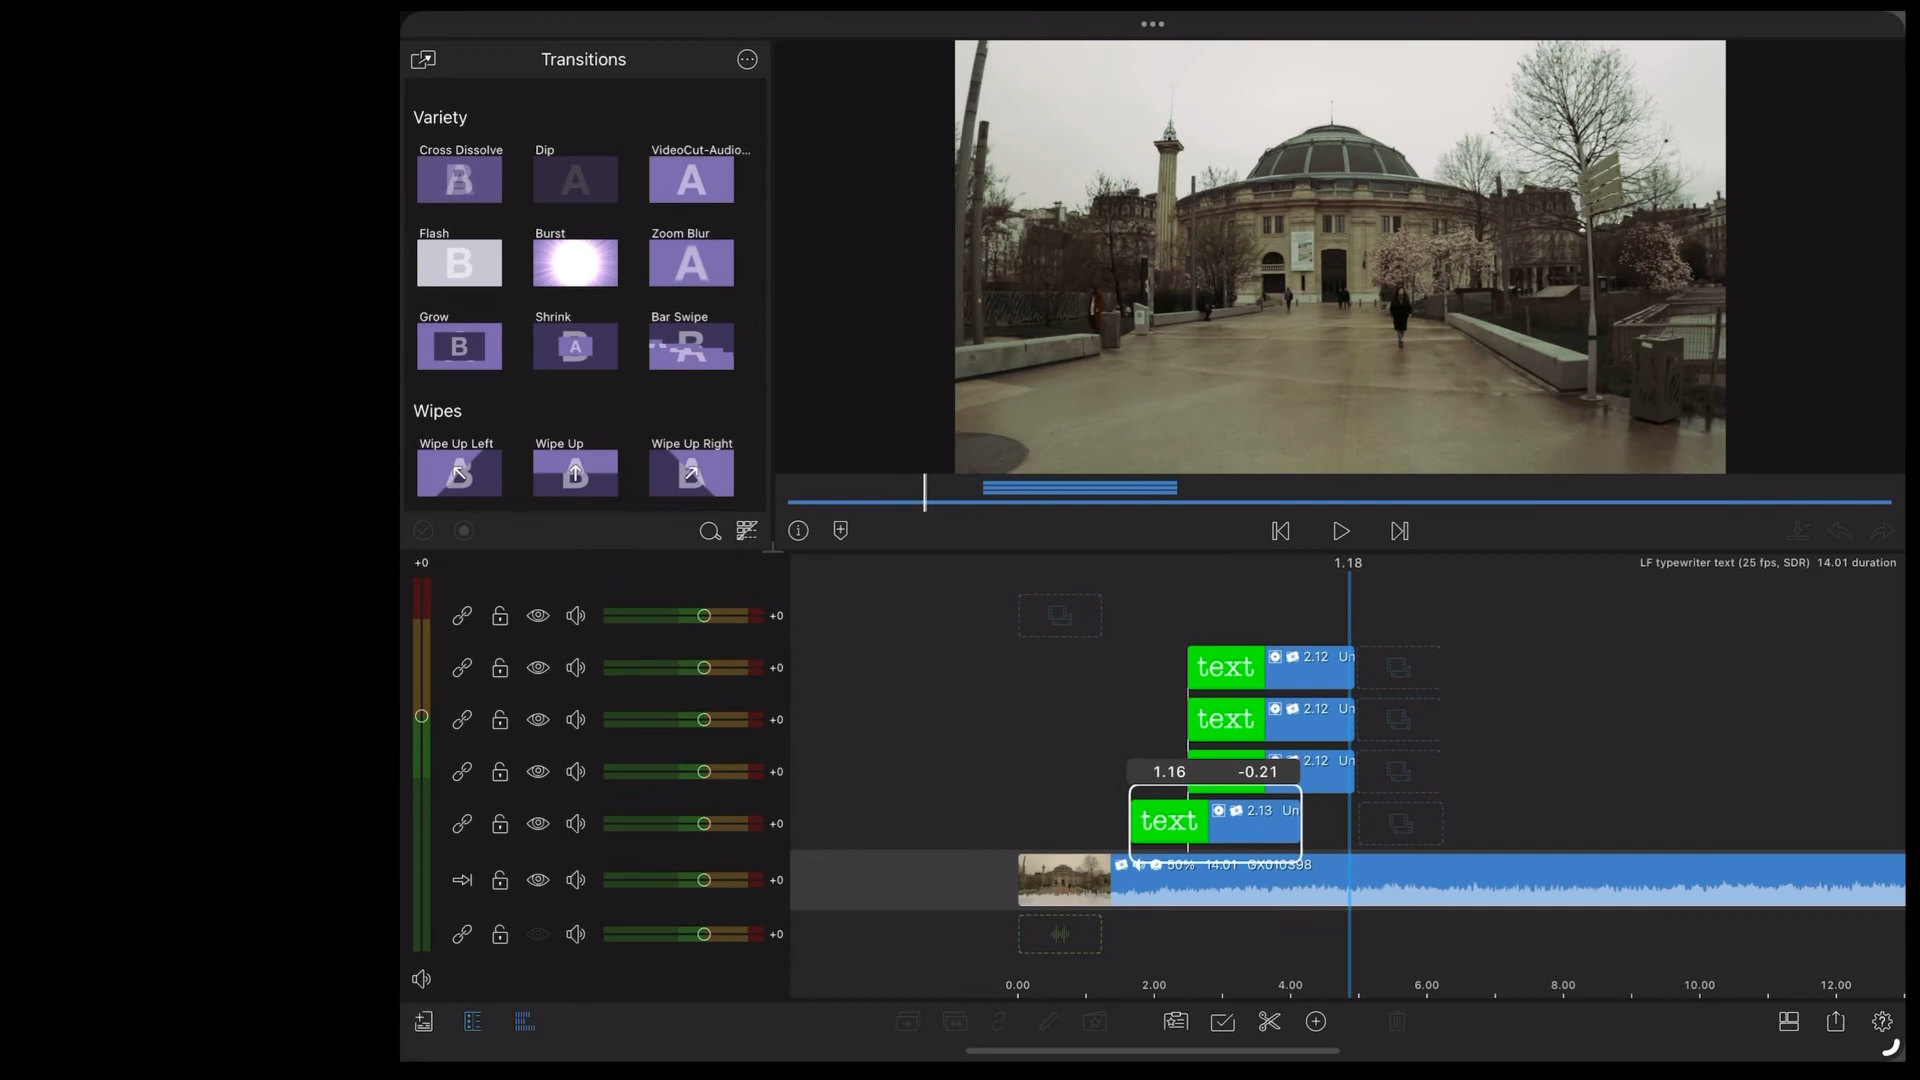 Transitions
Variety
Cross Dissolve
Dip
VideoCut-Audio...
B
A
A
Flash
Burst
Zoom Blur
B
A
Grow
Shrink
Bar Swipe
B
A
Wipes
Wipe Up Left
Wipe Up
Wipe Up Right
+0
1.18
LF typewriter text (25 fps, SDR) 14.01 duration
+0
text 2.12 Un
+0
text 2.12 Un
+0
2.12 Un
+0
1.16 -0.21
text 2.13 Un
+0
50% 14.01 GX010398
+0
+0
0.00 2.00 4.00 6.00 8.00 10.00 12.00